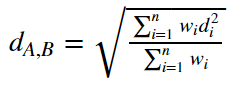 $d_{A,B} = \sqrt{\frac{\sum_{i=1}^{n} w_i d_i^2}{\sum_{i=1}^{n} w_i}}$